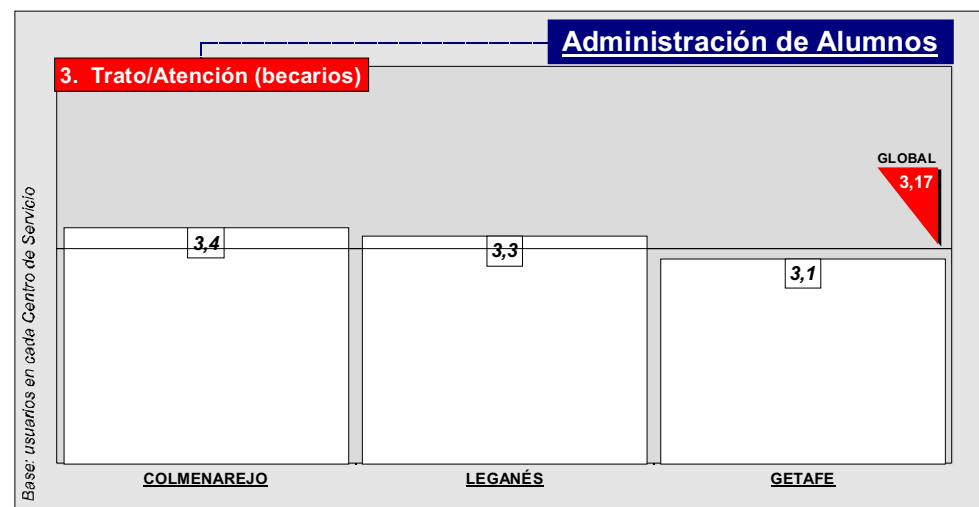 Administración de Alumnos
3. Trato/Atención (becarios)
GLOBAL
3,17
3,4
3,3
3,1
Base: usuarios en cada Centro de Servicio
COLMENAREJO
LEGANÉS
GETAFE